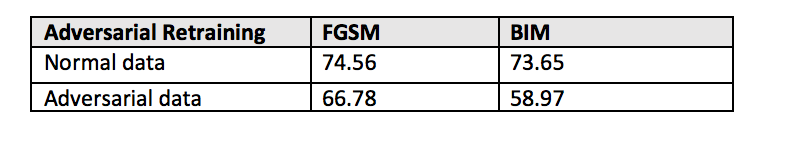 Adversarial Retraining FGSM BIM
Normal data 74.56 73.65
Adversarial data 66.78 58.97